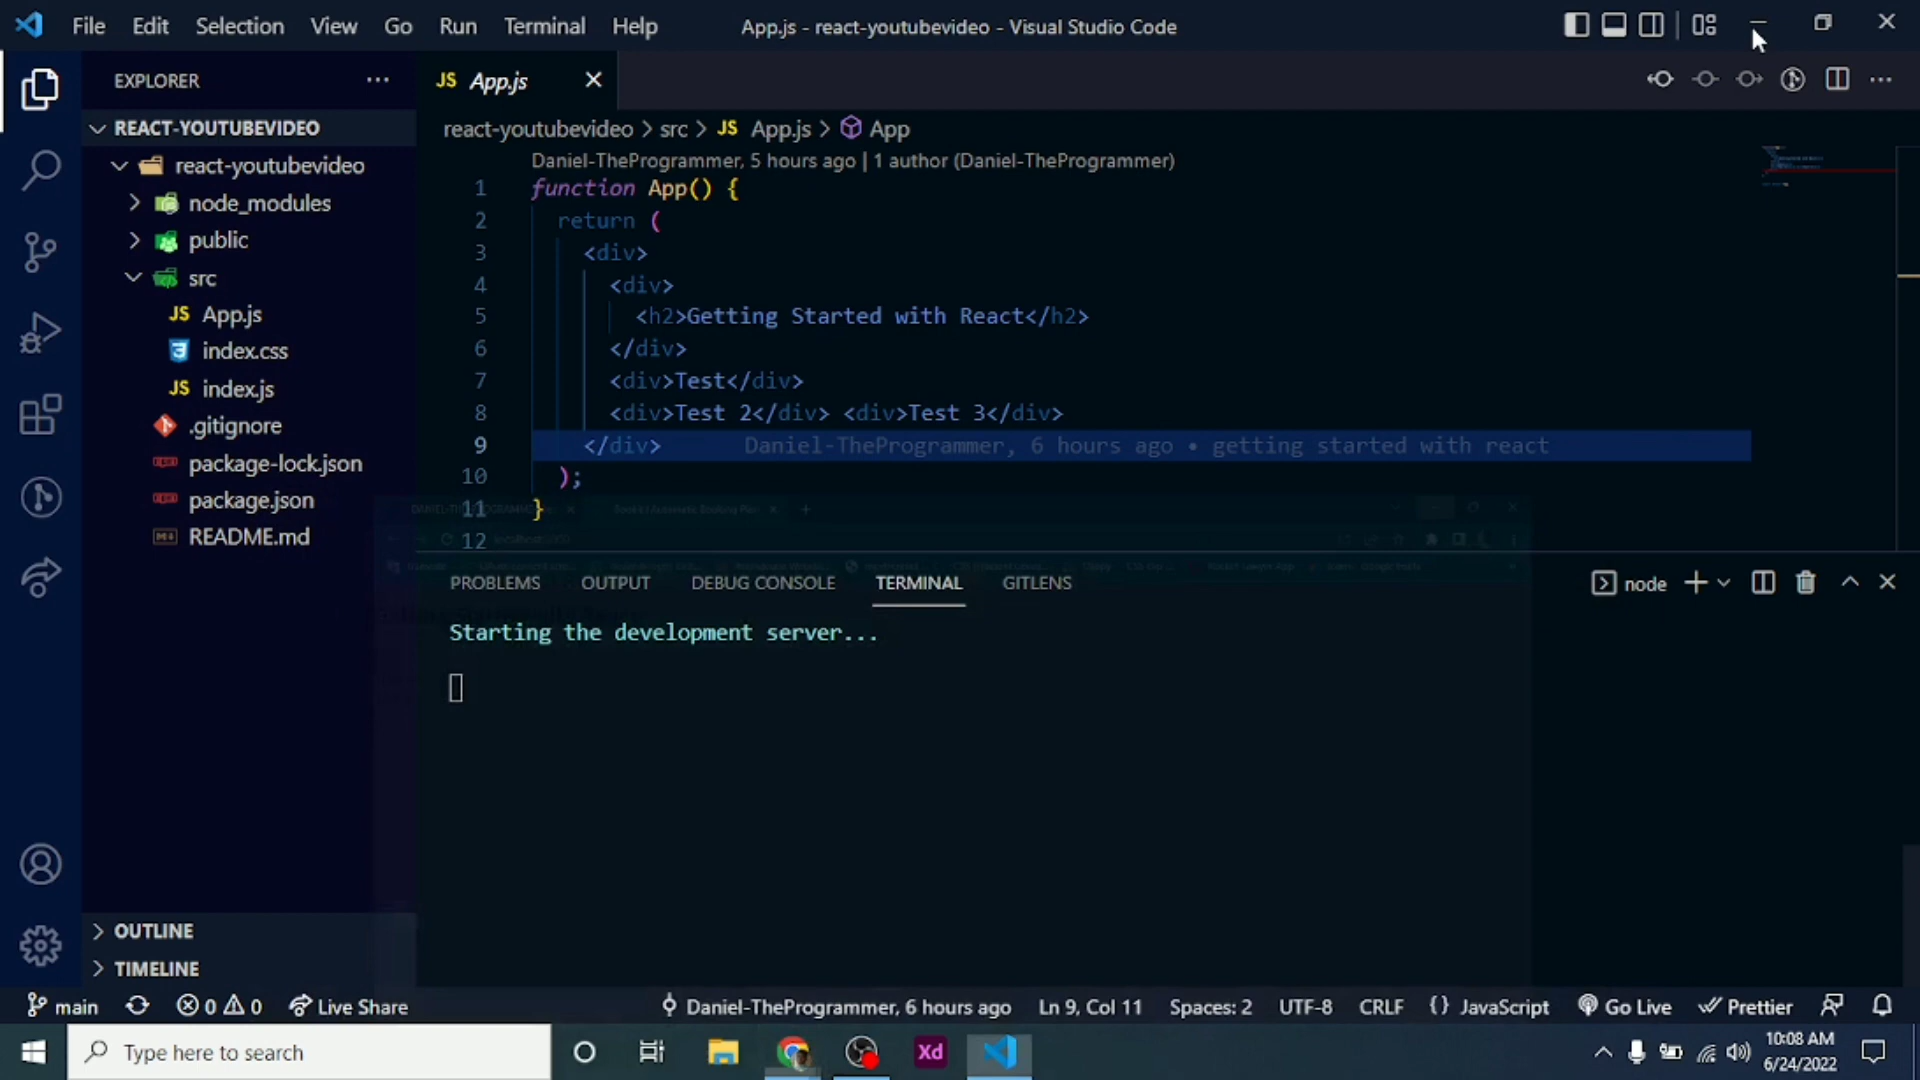 File Edit Selection View Go Run Terminal Help App.js - react-youtubevideo - Visual Studio Code
EXPLORER ···
JS App.js
REACT-YOUTUBEVIDEO
react-youtubevideo > src > JS App.js > App
react-youtubevideo
node_modules
public
src
JS App.js
index.css
JS index.js
.gitignore
package-lock.json
package.json
README.md
Daniel-TheProgrammer, 5 hours ago | 1 author (Daniel-TheProgrammer)
1 function App() {
2 return (
3 <div>
4 <div>
5 <h2>Getting Started with React</h2>
6 </div>
7 <div>Test</div>
8 <div>Test 2</div> <div>Test 3</div>
9 </div> Daniel-TheProgrammer, 6 hours ago • getting started with react
10 );
11 }
12
PROBLEMS OUTPUT DEBUG CONSOLE TERMINAL GITLENS node
Starting the development server...
OUTLINE
TIMELINE
main 0 0 Live Share Daniel-TheProgrammer, 6 hours ago Ln 9, Col 11 Spaces: 2 UTF-8 CRLF {} JavaScript Go Live Prettier
Type here to search Xd
10:08 AM
6/24/2022